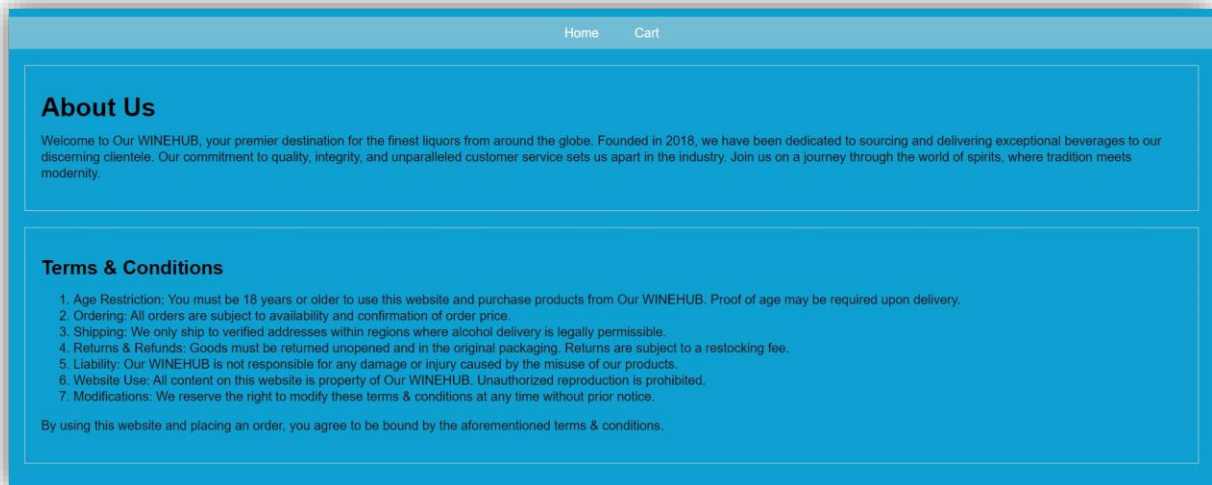 Home Cart
About Us
Welcome to Our WINEHUB, your premier destination for the finest liquors from around the globe. Founded in 2018, we have been dedicated to sourcing and delivering exceptional beverages to our
discerning clientele. Our commitment to quality, integrity, and unparalleled customer service sets us apart in the industry. Join us on a journey through the world of spirits, where tradition meets
modernity.
Terms & Conditions
1. Age Restriction: You must be 18 years or older to use this website and purchase products from Our WINEHUB. Proof of age may be required upon delivery.
2. Ordering: All orders are subject to availability and confirmation of order price.
3. Shipping: We only ship to verified addresses within regions where alcohol delivery is legally permissible.
4. Returns & Refunds: Goods must be returned unopened and in the original packaging. Returns are subject to a restocking fee.
5. Liability: Our WINEHUB is not responsible for any damage or injury caused by the misuse of our products.
6. Website Use: All content on this website is property of Our WINEHUB. Unauthorized reproduction is prohibited.
7. Modifications: We reserve the right to modify these terms & conditions at any time without prior notice.
By using this website and placing an order, you agree to be bound by the aforementioned terms & conditions.